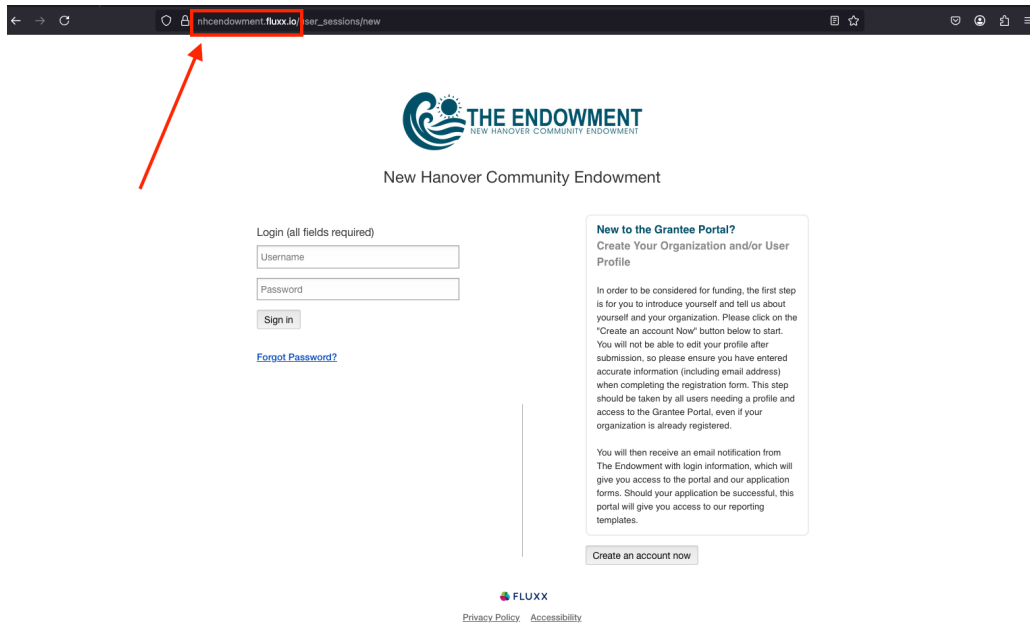 nhcendowment.fluxx.io/user_sessions/new
THE ENDOWMENT
NEW HANOVER COMMUNITY ENDOWMENT
New Hanover Community Endowment
Login (all fields required)
Username
Password
Sign in
Forgot Password?
New to the Grantee Portal?
Create Your Organization and/or User
Profile
In order to be considered for funding, the first step
is for you to introduce yourself and tell us about
yourself and your organization. Please click on the
"Create an account Now" button below to start.
You will not be able to edit your profile after
submission, so please ensure you have entered
accurate information (including email address)
when completing the registration form. This step
should be taken by all users needing a profile and
access to the Grantee Portal, even if your
organization is already registered.
You will then receive an email notification from
The Endowment with login information, which will
give you access to the portal and our application
forms. Should your application be successful, this
portal will give you access to our reporting
templates.
Create an account now
FLUXX
Privacy Policy Accessibility